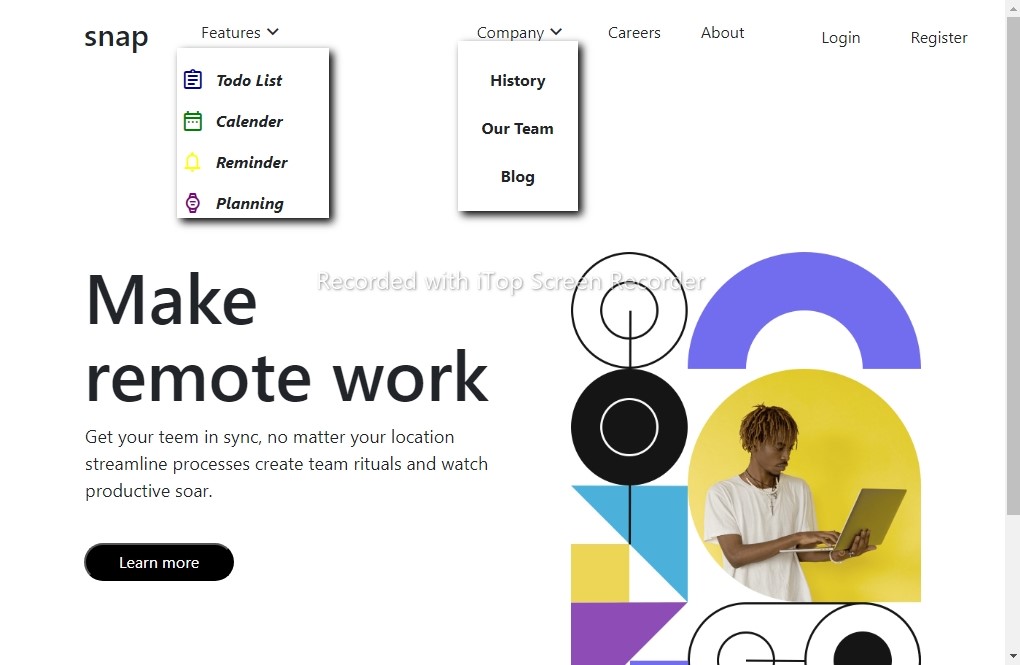 snap
Features
Company
Careers
About
Login
Register
Todo List
Calender
Reminder
Planning
History
Our Team
Blog
Recorded with iTop Screen Recorder
Make
remote work
Get your teem in sync, no matter your location
streamline processes create team rituals and watch
productive soar.
Learn more